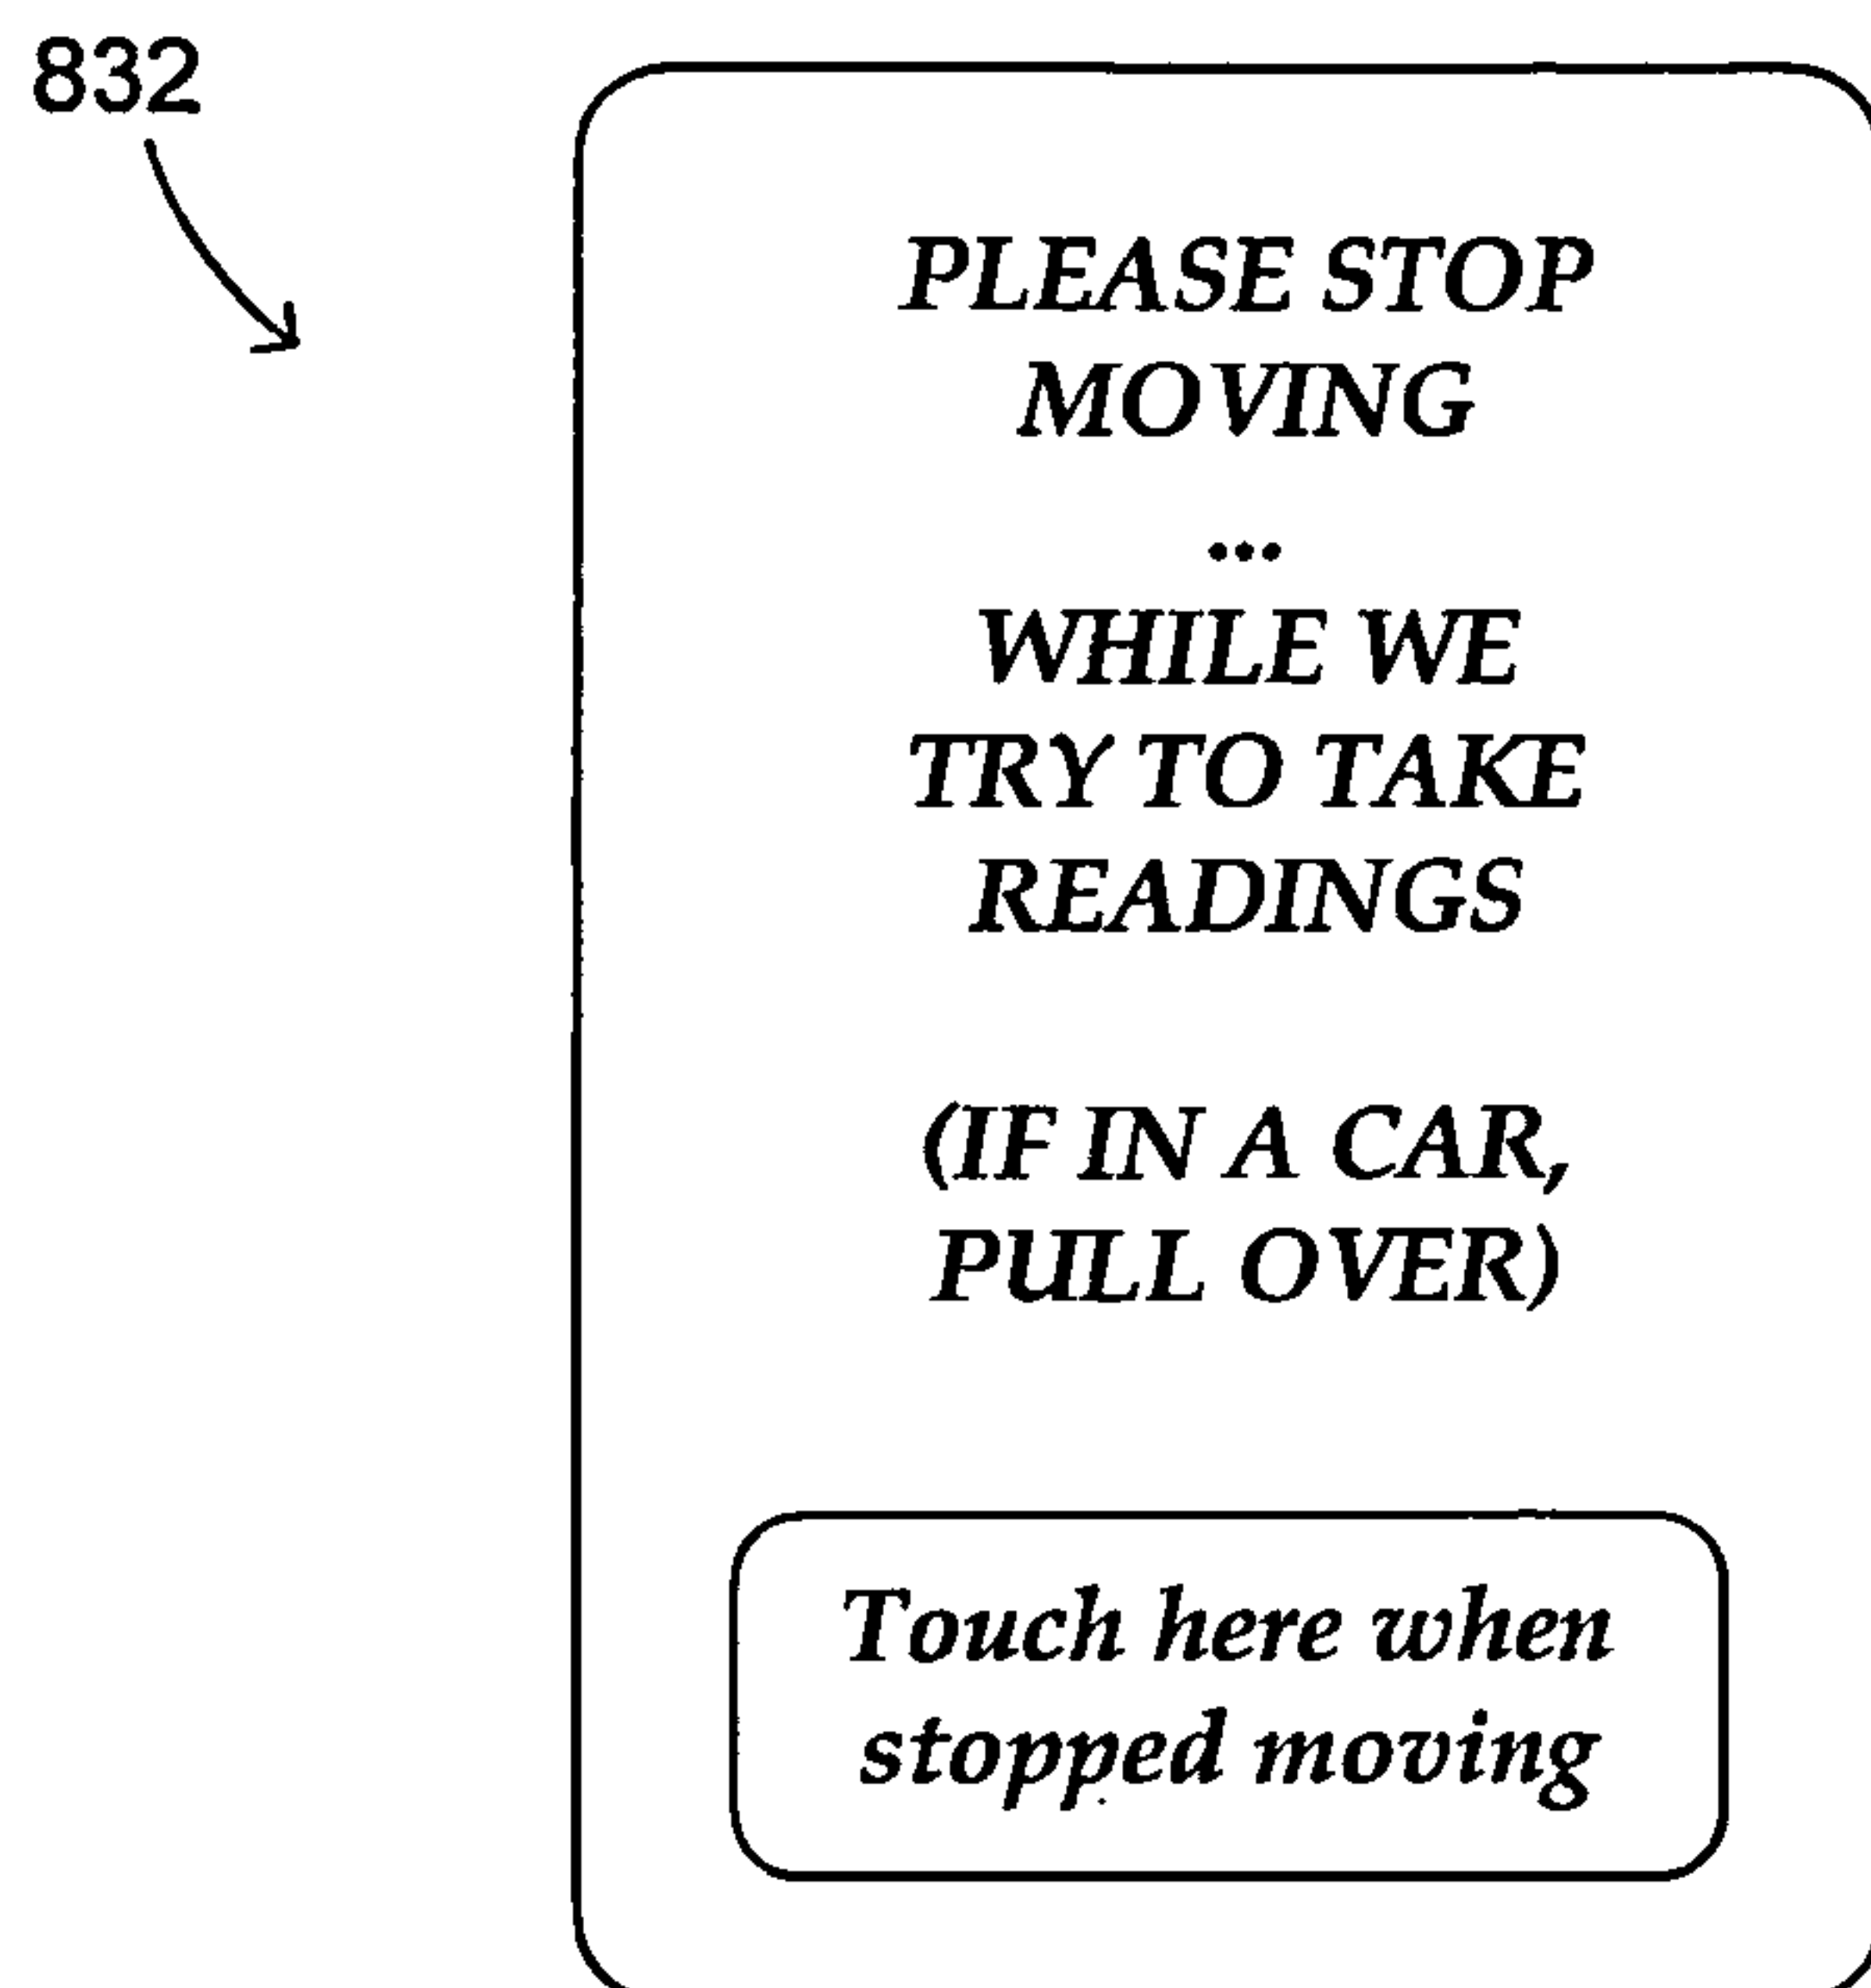 832
PLEASE STOP
MOVING
...
WHILE WE
TRY TO TAKE
READINGS
(IF IN A CAR,
PULL OVER)
Touch here when
stopped moving